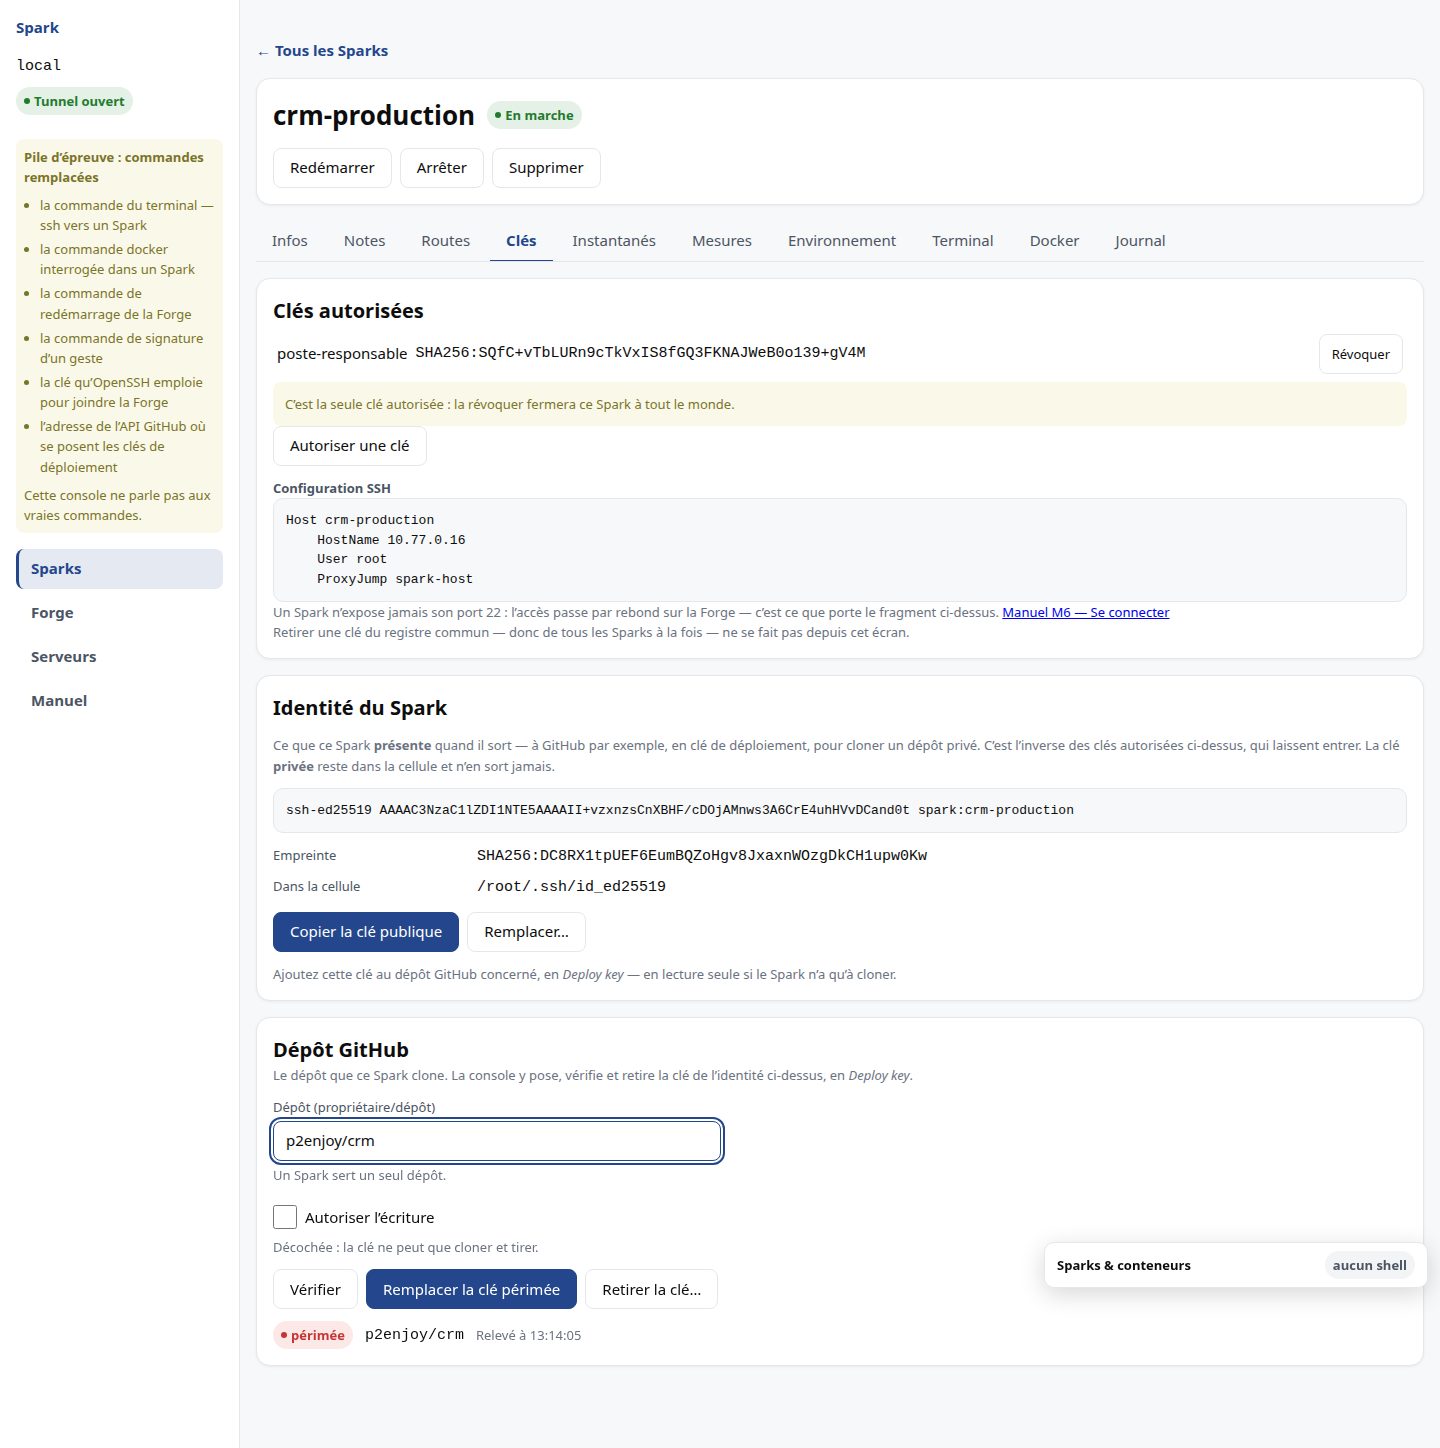 Spark
local
Tunnel ouvert
Pile d’épreuve : commandes
remplacées
la commande du terminal —
ssh vers un Spark
la commande docker
interrogée dans un Spark
la commande de
redémarrage de la Forge
la commande de signature
d’un geste
la clé qu’OpenSSH emploie
pour joindre la Forge
l’adresse de l’API GitHub où
se posent les clés de
déploiement
Cette console ne parle pas aux
vraies commandes.
Sparks
Forge
Serveurs
Manuel
← Tous les Sparks
crm-production En marche
Redémarrer Arrêter Supprimer
Infos Notes Routes Clés Instantanés Mesures Environnement Terminal Docker Journal
Clés autorisées
poste-responsable SHA256:SQfC+vTbLURn9cTkVxIS8fGQ3FKNAJWeB0o139+gV4M Révoquer
C’est la seule clé autorisée : la révoquer fermera ce Spark à tout le monde.
Autoriser une clé
Configuration SSH
Host crm-production
HostName 10.77.0.16
User root
ProxyJump spark-host
Un Spark n’expose jamais son port 22 : l’accès passe par rebond sur la Forge — c’est ce que porte le fragment ci-dessus. Manuel M6 — Se connecter
Retirer une clé du registre commun — donc de tous les Sparks à la fois — ne se fait pas depuis cet écran.
Identité du Spark
Ce que ce Spark présente quand il sort — à GitHub par exemple, en clé de déploiement, pour cloner un dépôt privé. C’est l’inverse des clés autorisées ci-dessus, qui laissent entrer. La clé
privée reste dans la cellule et n’en sort jamais.
ssh-ed25519 AAAAC3NzaC1lZDI1NTE5AAAAII+vzxnzsCnXBHF/cDOjAMnws3A6CrE4uhHVvDCand0t spark:crm-production
Empreinte SHA256:DC8RX1tpUEF6EumBQZoHgv8JxaxnWOzgDkCH1upw0Kw
Dans la cellule /root/.ssh/id_ed25519
Copier la clé publique Remplacer…
Ajoutez cette clé au dépôt GitHub concerné, en Deploy key — en lecture seule si le Spark n’a qu’à cloner.
Dépôt GitHub
Le dépôt que ce Spark clone. La console y pose, vérifie et retire la clé de l’identité ci-dessus, en Deploy key.
Dépôt (propriétaire/dépôt)
p2enjoy/crm
Un Spark sert un seul dépôt.
Autoriser l’écriture
Décochée : la clé ne peut que cloner et tirer.
Sparks & conteneurs aucun shell
Vérifier Remplacer la clé périmée Retirer la clé…
périmée p2enjoy/crm Relevé à 13:14:05